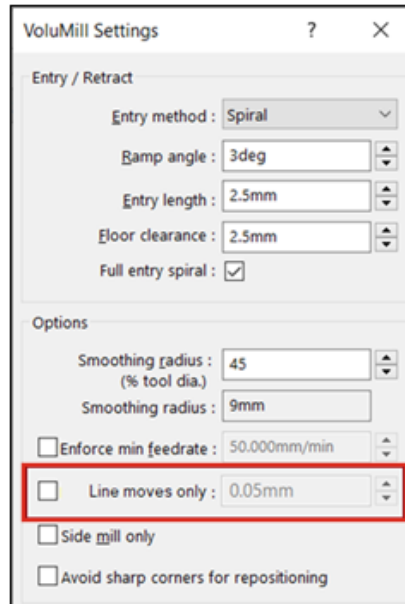 VoluMill Settings ? ×
Entry / Retract
Entry method : Spiral
Ramp angle : 3deg
Entry length : 2.5mm
Floor clearance : 2.5mm
Full entry spiral :
Options
Smoothing radius : 45
(% tool dia.)
Smoothing radius : 9mm
Enforce min feedrate : 50.000mm/min
Line moves only : 0.05mm
Side mill only
Avoid sharp corners for repositioning